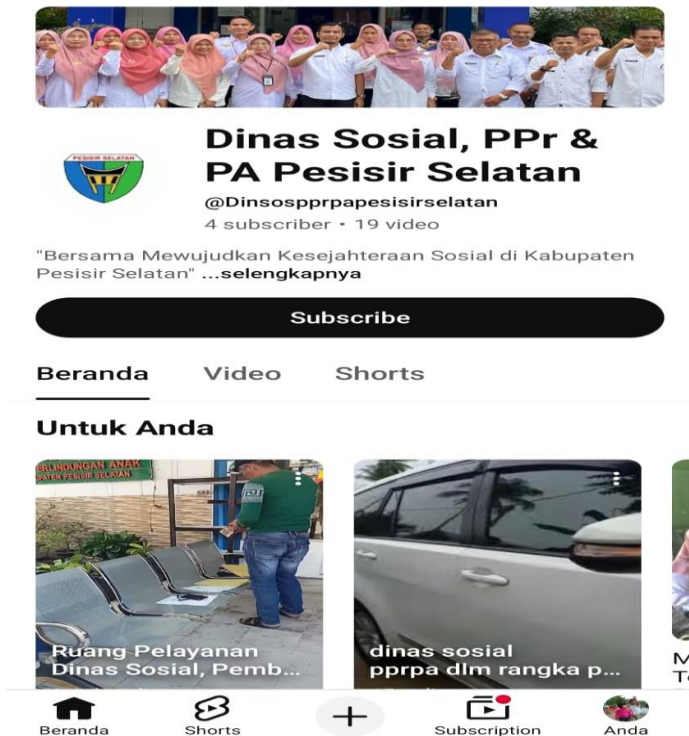 PESISIR SELATAN
Dinas Sosial, PPr &
PA Pesisir Selatan
@Dinsospprpapesisirselatan
4 subscriber • 19 video
"Bersama Mewujudkan Kesejahteraan Sosial di Kabupaten
Pesisir Selatan" ...selengkapnya
Subscribe
Beranda Video Shorts
Untuk Anda
ERLINDUNGAN ANAK
PATEN PESISIR SELATAN
Ruang Pelayanan
Dinas Sosial, Pemb...
dinas sosial
pprpa dlm rangka p...
M
T
Beranda Shorts Subscription Anda